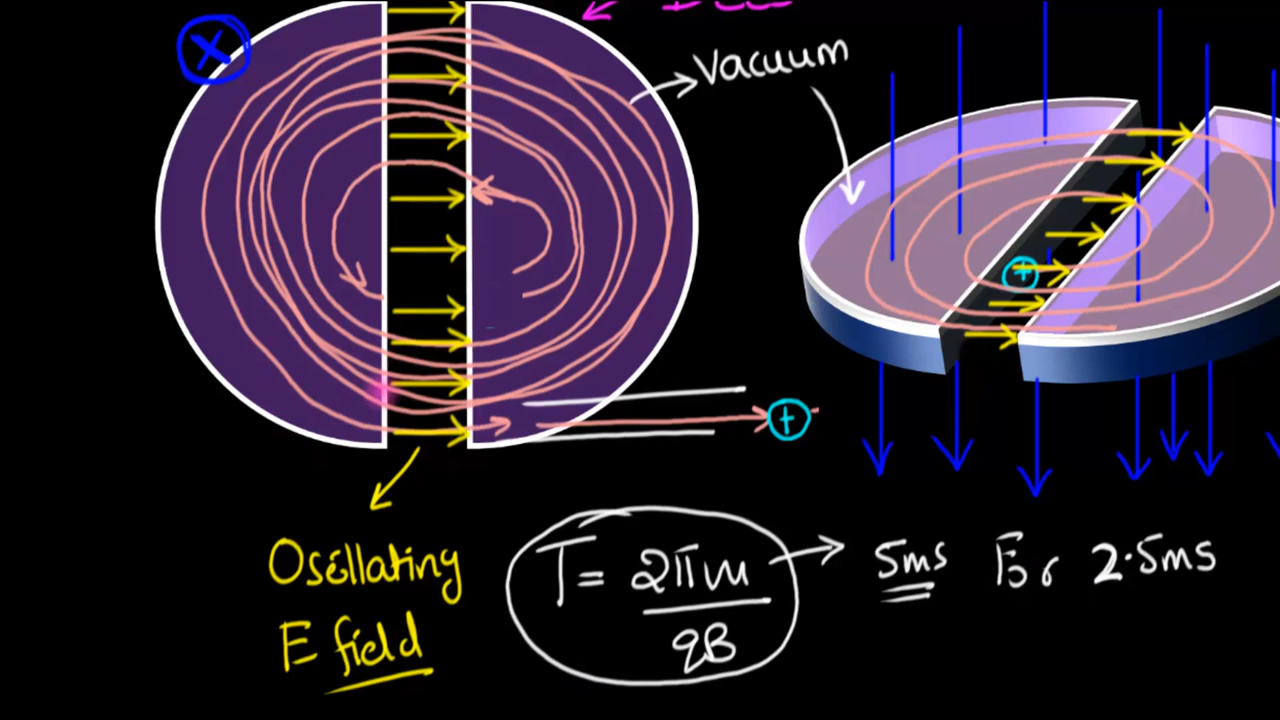 Vacuum
+
+
Oscillating
E field
T = 2πm
qB
5ms For 2.5ms